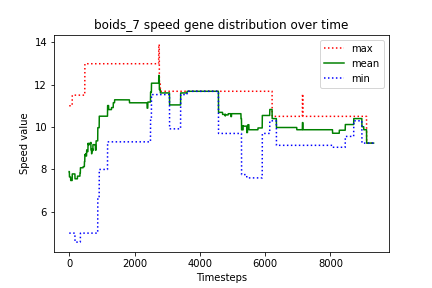 boids_7 speed gene distribution over time
14
12
10
8
6
Speed value
max
mean
min
0
2000
4000
6000
8000
Timesteps